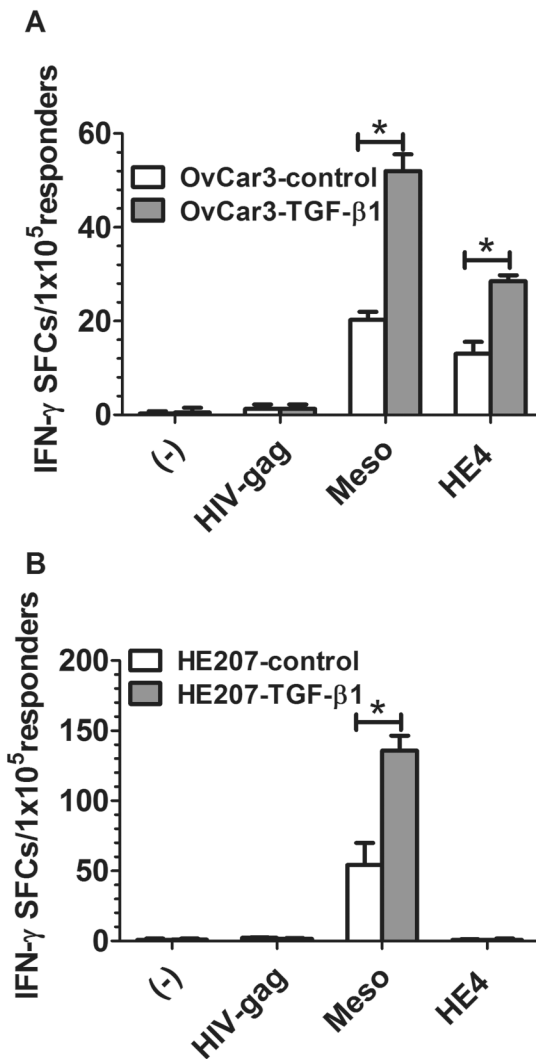 A
IFN-γ SFCs/1x10⁵responders
60
40
20
0
OvCar3-control
OvCar3-TGF-β1
*
*
(-)
HIV-gag
Meso
HE4
B
IFN-γ SFCs/1x10⁵responders
200
150
100
50
0
HE207-control
HE207-TGF-β1
*
(-)
HIV-gag
Meso
HE4